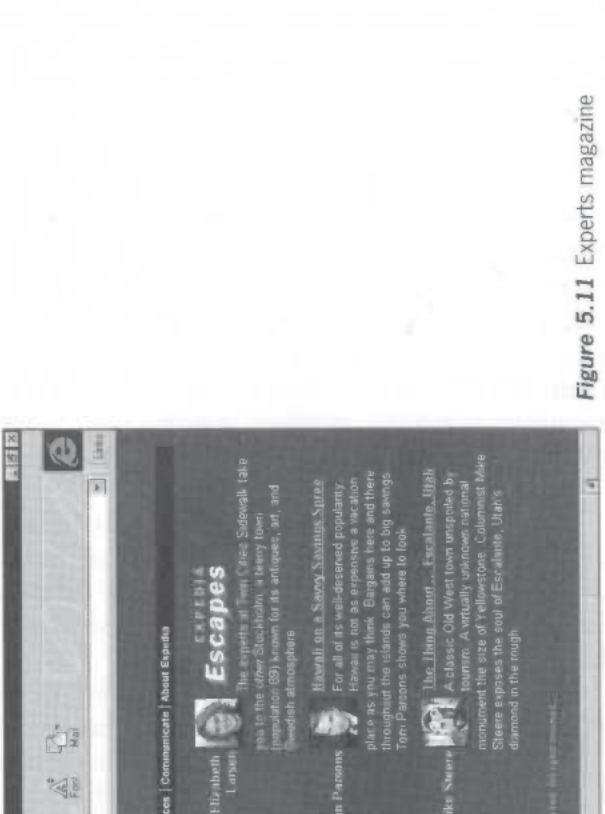 Font
Mail
Links
ces | Communicate | About Expedia
Elizabeth
Larsen
EXPEDIA
Escapes
The experts at Twin Cities Sidewalk take
you to the other Stockholm, a teeny town
(population 89) known for its antiques, art, and
Swedish atmosphere
n Parsons
Hawaii on a Savvy Savings Spree
For all of its well-deserved popularity,
Hawaii is not as expensive a vacation
place as you may think. Bargains here and there
throughout the islands can add up to big savings.
Toni Parsons shows you where to look
ike Steere
The Thing About... Escalante, Utah
A classic Old West town unspoiled by
tourism. A virtually unknown national
monument the size of Yellowstone. Columnist Mike
Steere exposes the soul of Escalante, Utah's
diamond in the rough
Figure 5.11 Experts magazine